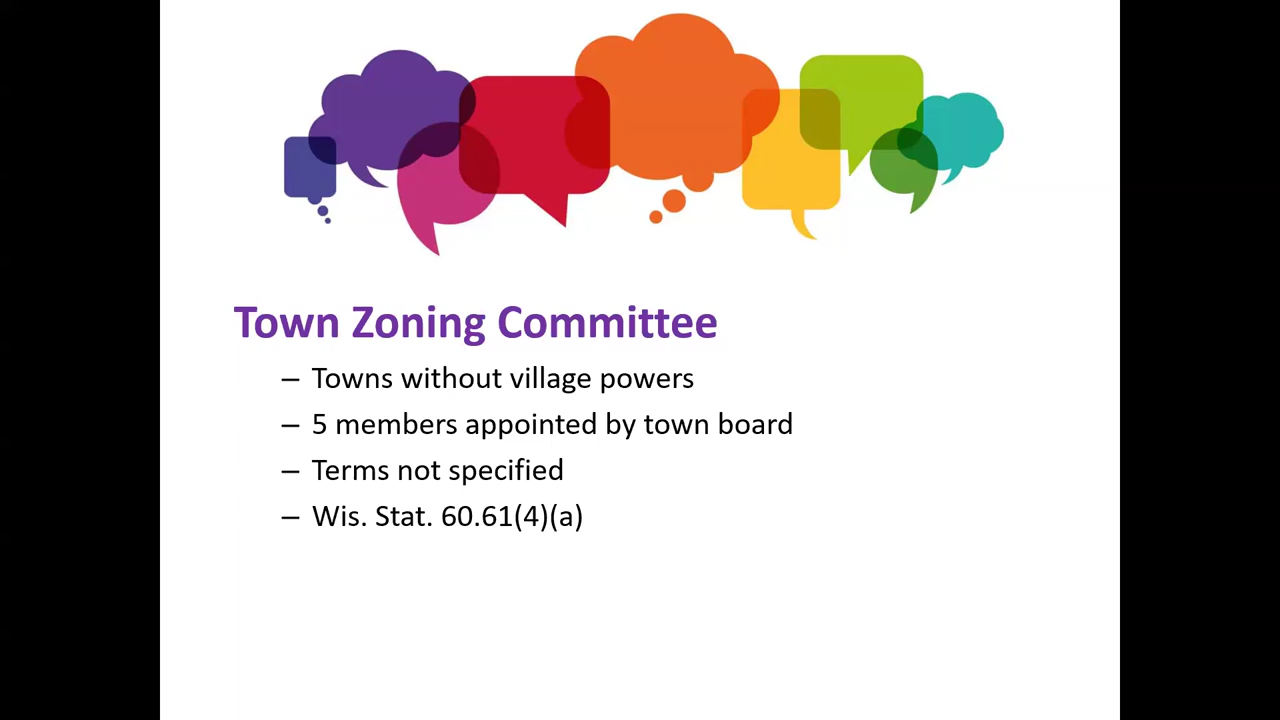 Town Zoning Committee
– Towns without village powers
– 5 members appointed by town board
– Terms not specified
– Wis. Stat. 60.61(4)(a)